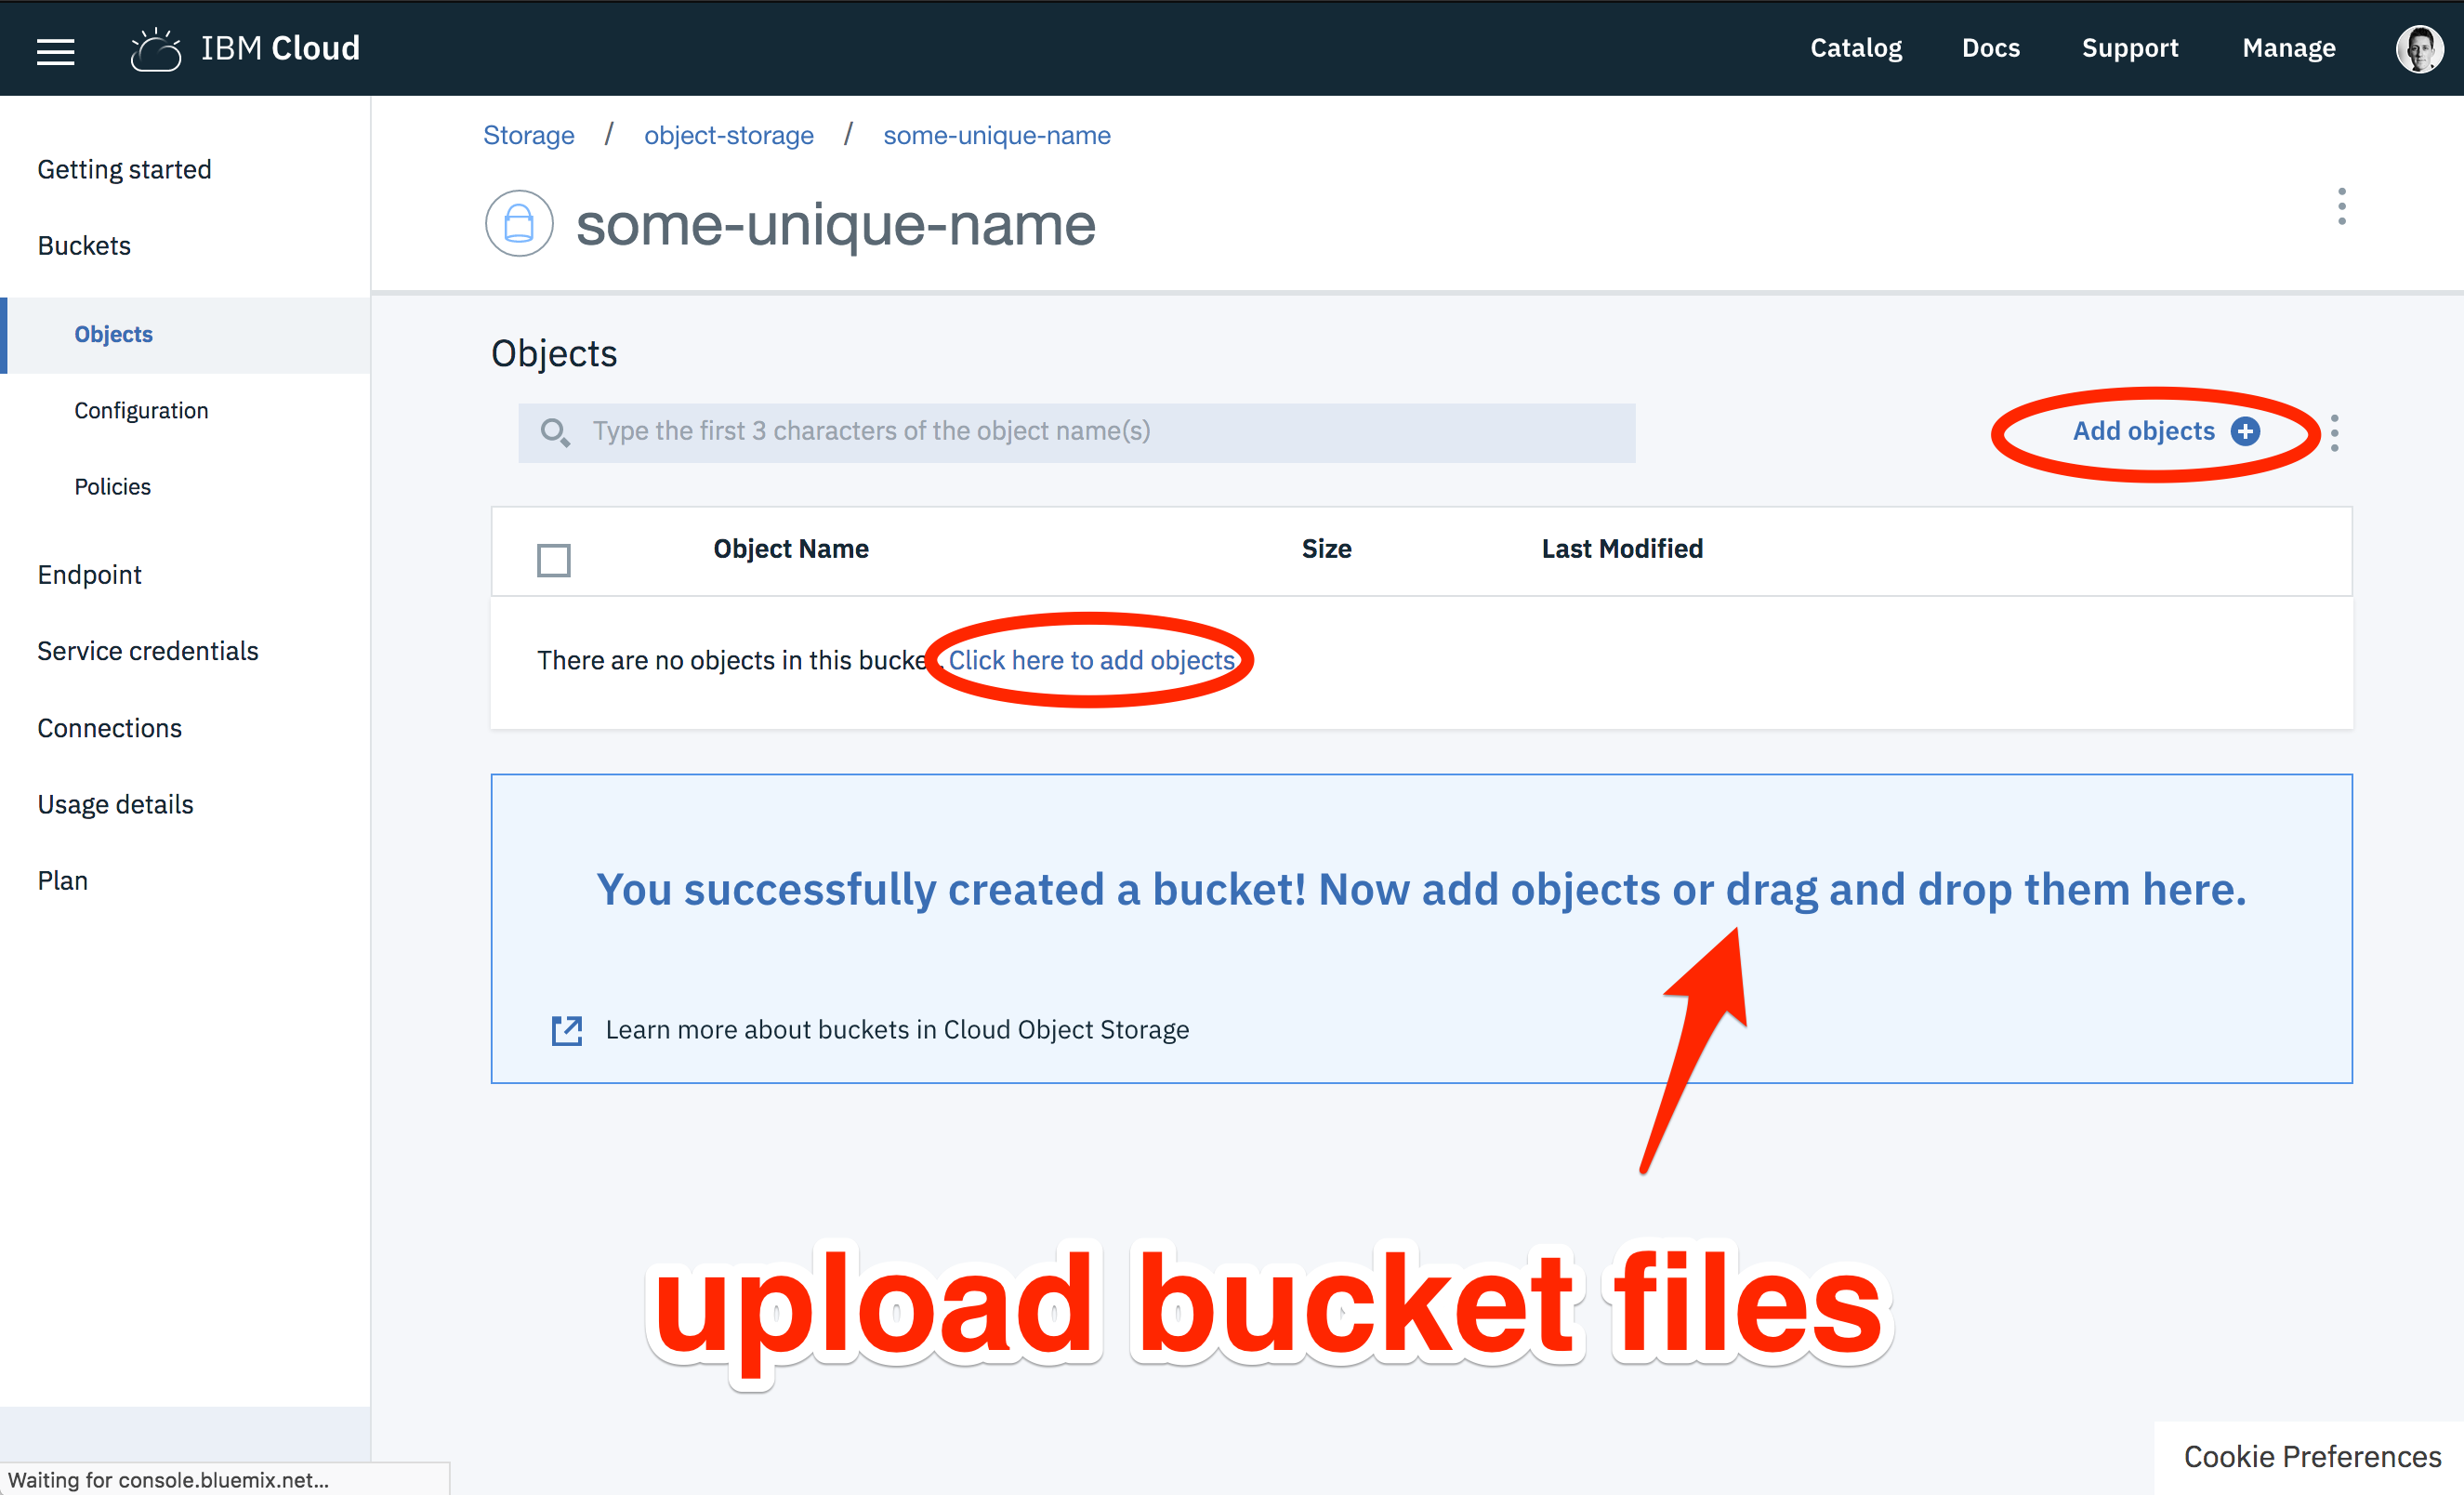 IBM Cloud
Catalog Docs Support Manage
Getting started
Buckets
Objects
Configuration
Policies
Endpoint
Service credentials
Connections
Usage details
Plan
Storage / object-storage / some-unique-name
some-unique-name
Objects
Type the first 3 characters of the object name(s)
Add objects
Object Name Size Last Modified
There are no objects in this bucke. Click here to add objects
You successfully created a bucket! Now add objects or drag and drop them here.
Learn more about buckets in Cloud Object Storage
upload bucket files
Cookie Preferences
Waiting for console.bluemix.net...